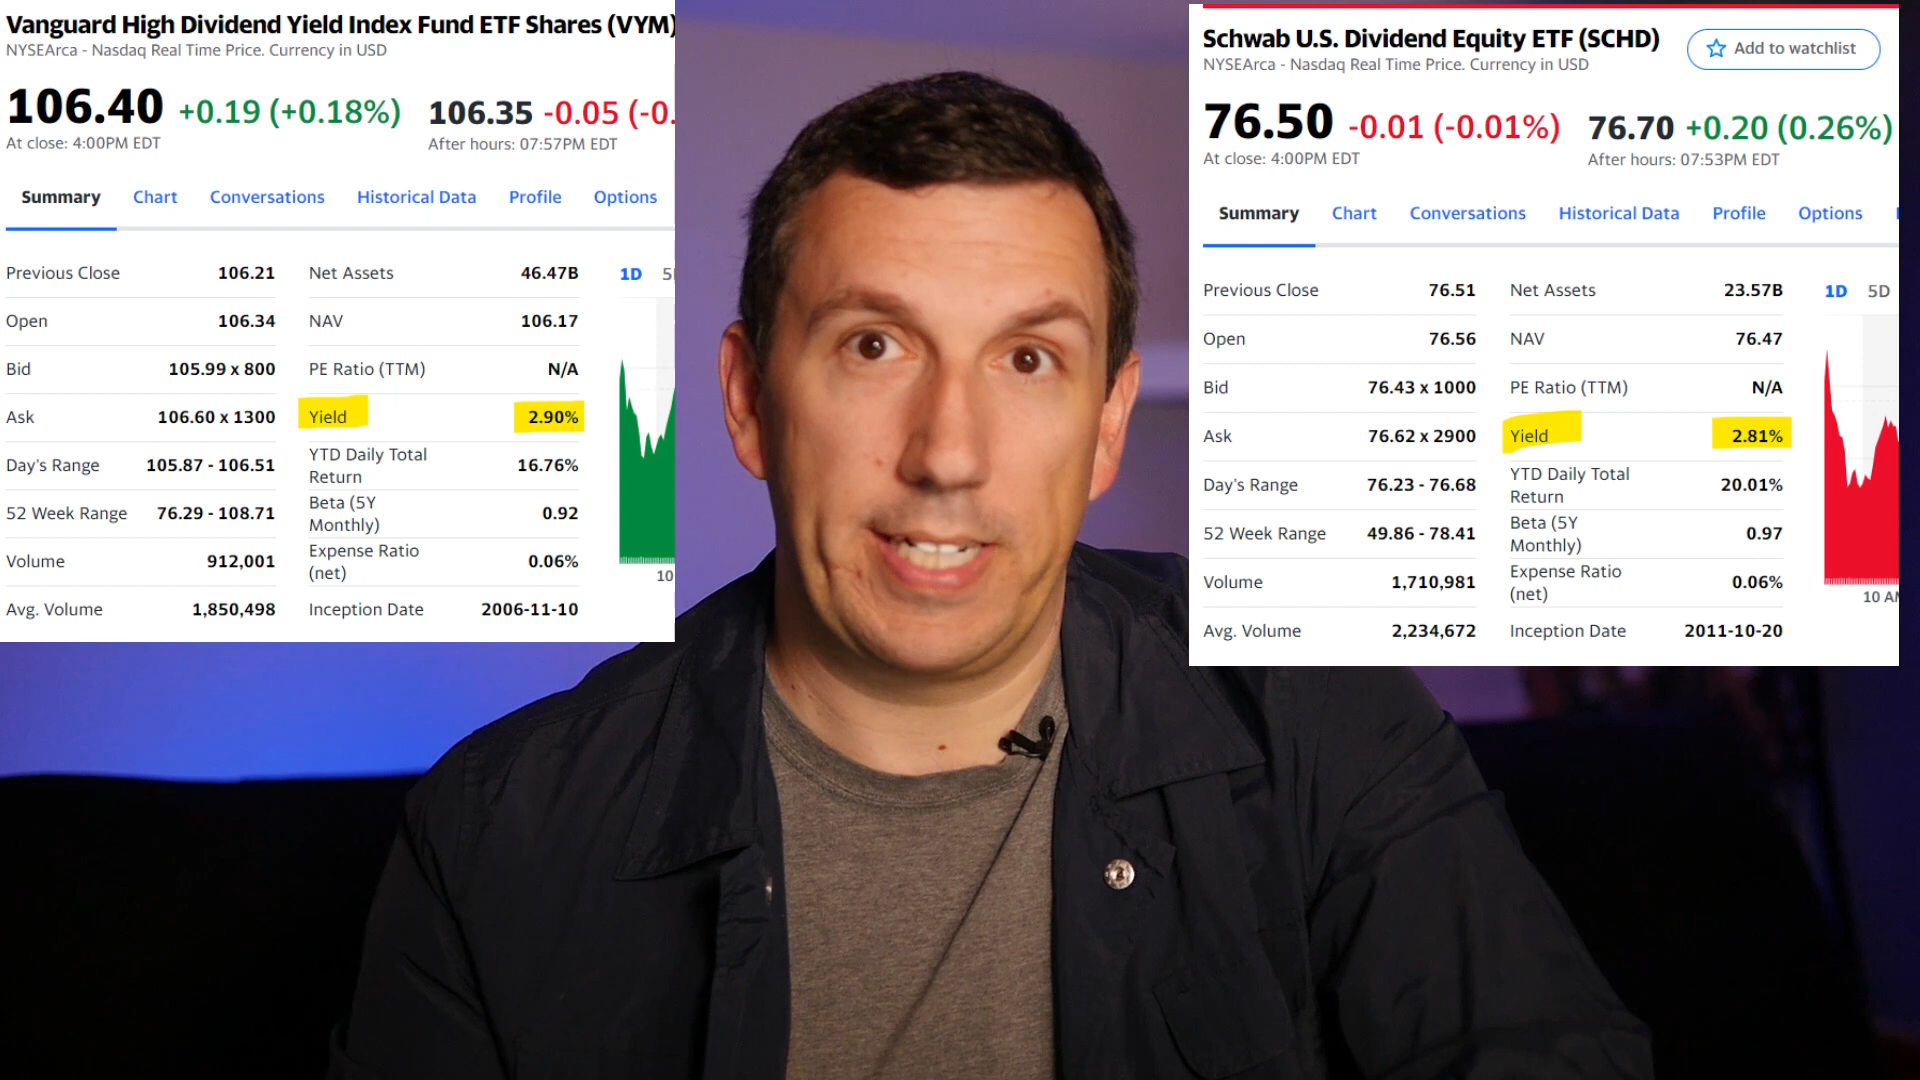 Vanguard High Dividend Yield Index Fund ETF Shares (VYM)
NYSEArca - Nasdaq Real Time Price. Currency in USD
106.40 +0.19 (+0.18%) 106.35 -0.05 (-0.
At close: 4:00PM EDT After hours: 07:57PM EDT
Summary Chart Conversations Historical Data Profile Options
Previous Close 106.21 Net Assets 46.47B
1D
Open 106.34 NAV 106.17
Bid 105.99 x 800 PE Ratio (TTM) N/A
Ask 106.60 x 1300 Yield 2.90%
Day's Range 105.87 - 106.51 YTD Daily Total
Return 16.76%
52 Week Range 76.29 - 108.71 Beta (5Y
Monthly) 0.92
Volume 912,001 Expense Ratio
(net) 0.06%
10
Avg. Volume 1,850,498 Inception Date 2006-11-10
Schwab U.S. Dividend Equity ETF (SCHD)
Add to watchlist
NYSEArca - Nasdaq Real Time Price. Currency in USD
76.50 -0.01 (-0.01%) 76.70 +0.20 (0.26%)
At close: 4:00PM EDT After hours: 07:53PM EDT
Summary Chart Conversations Historical Data Profile Options
Previous Close 76.51 Net Assets 23.57B
1D 5D
Open 76.56 NAV 76.47
Bid 76.43 x 1000 PE Ratio (TTM) N/A
Ask 76.62 x 2900 Yield 2.81%
Day's Range 76.23 - 76.68 YTD Daily Total
Return 20.01%
52 Week Range 49.86 - 78.41 Beta (5Y
Monthly) 0.97
Volume 1,710,981 Expense Ratio
(net) 0.06%
10 AM
Avg. Volume 2,234,672 Inception Date 2011-10-20